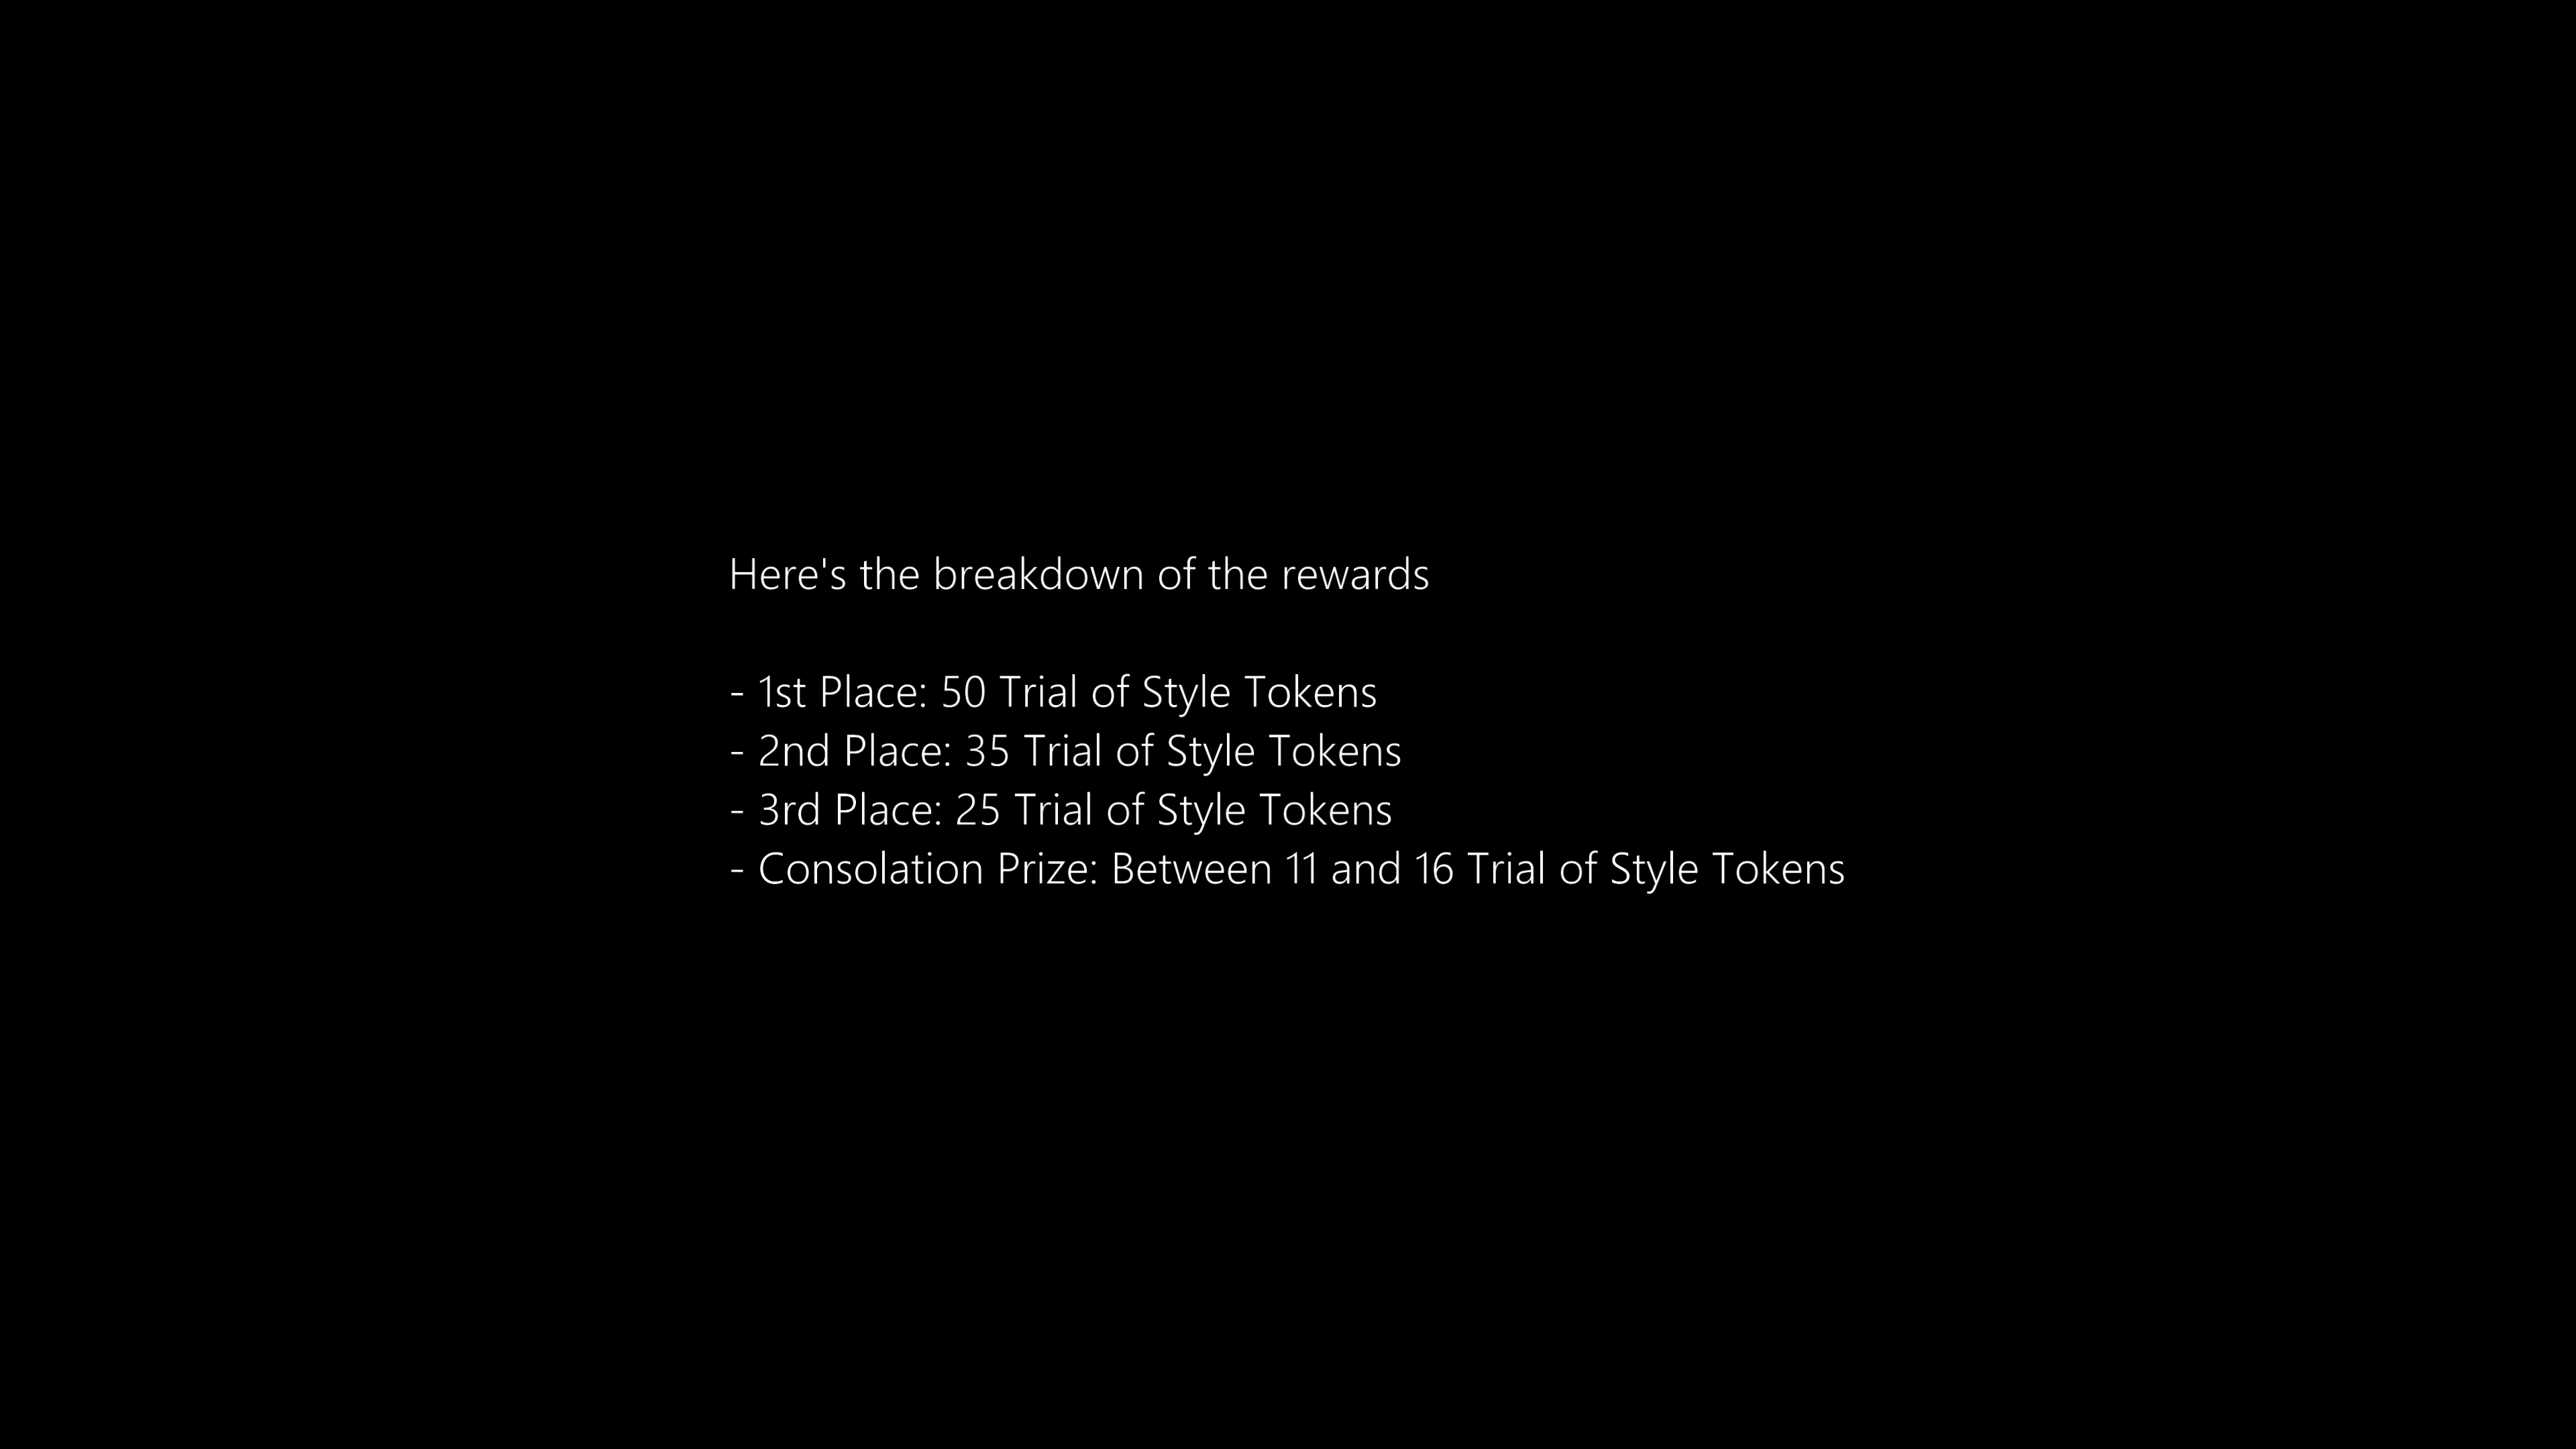 Here's the breakdown of the rewards
- 1st Place: 50 Trial of Style Tokens
- 2nd Place: 35 Trial of Style Tokens
- 3rd Place: 25 Trial of Style Tokens
- Consolation Prize: Between 11 and 16 Trial of Style Tokens